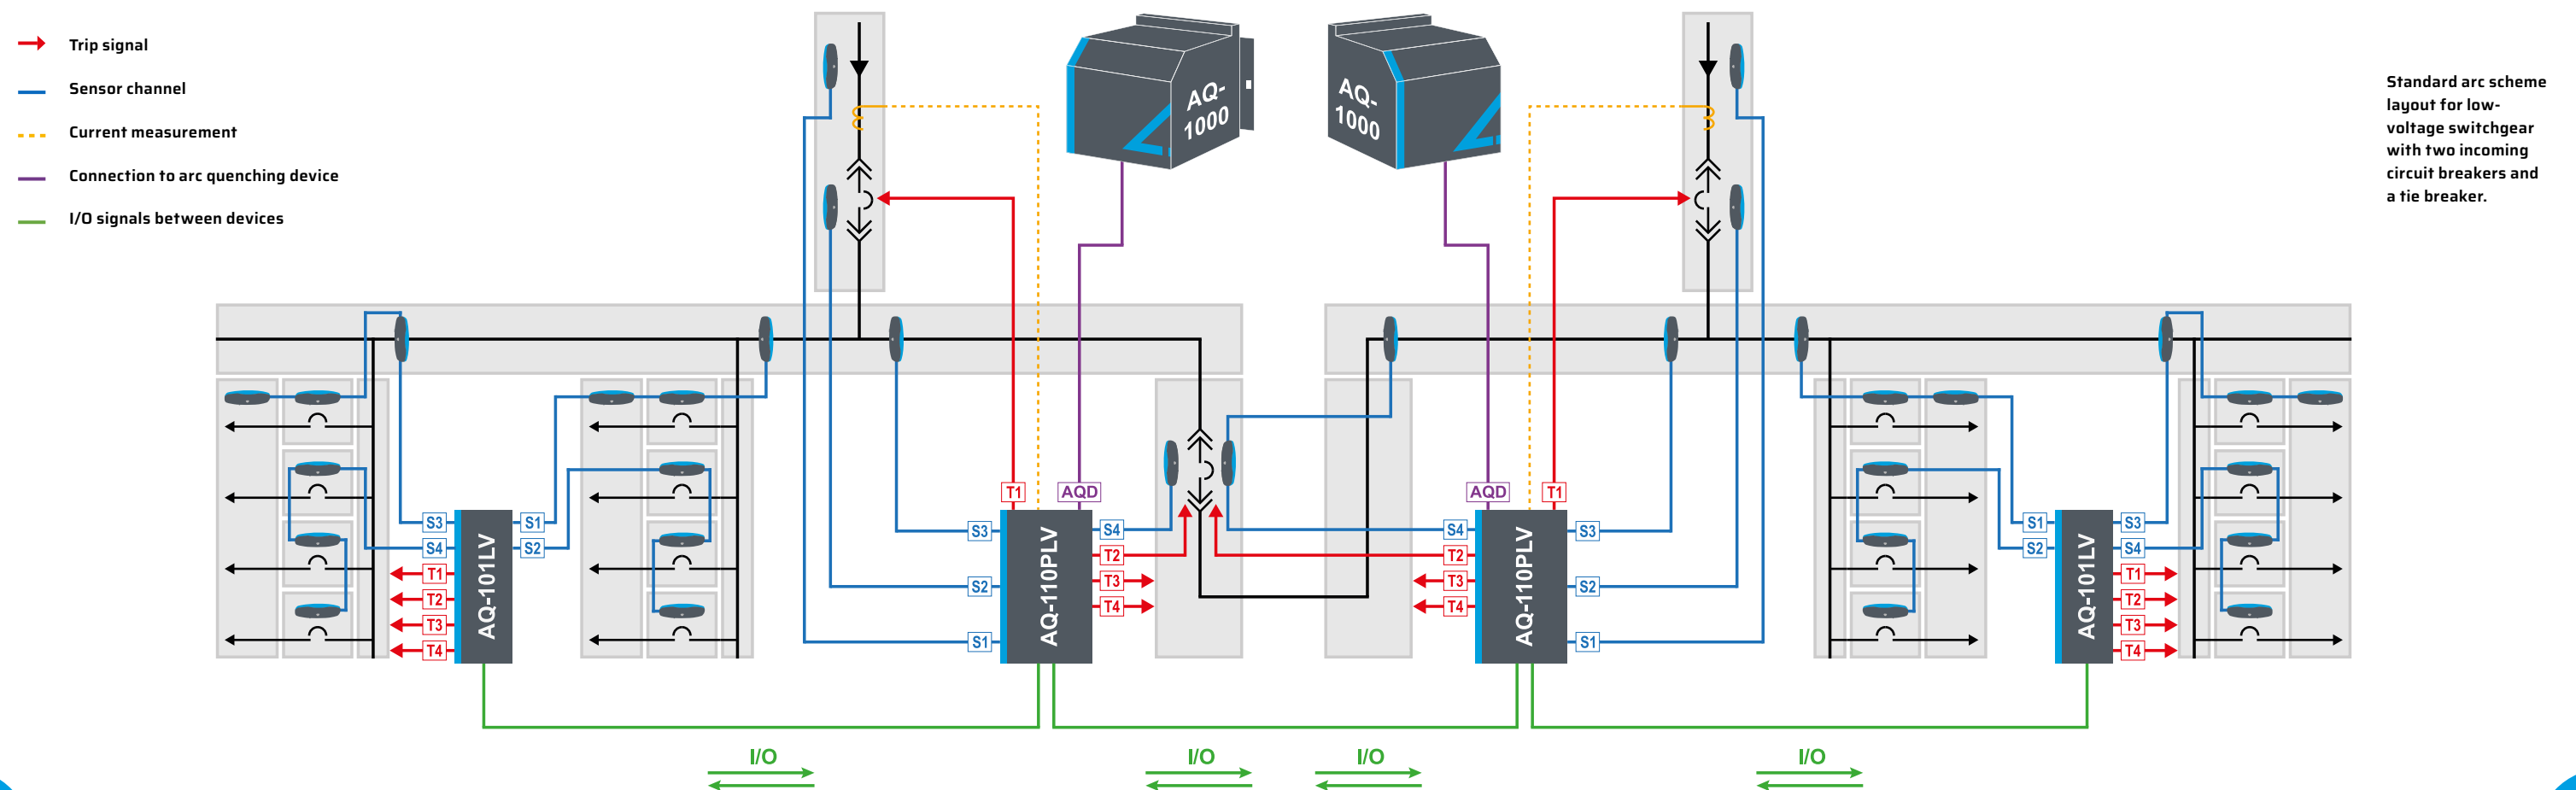 Trip signal
Sensor channel
Current measurement
Connection to arc quenching device
I/O signals between devices
AQ-
1000
AQ-
1000
Standard arc scheme
layout for low-
voltage switchgear
with two incoming
circuit breakers and
a tie breaker.
T1
AQD
AQD
T1
S3
S4
T1
T2
T3
T4
AQ-101LV
S1
S2
S3
S2
S1
AQ-110PLV
S4
T2
T3
T4
S4
T2
T3
T4
AQ-110PLV
S3
S2
S1
S1
S2
AQ-101LV
S3
S4
T1
T2
T3
T4
I/O
I/O
I/O
I/O